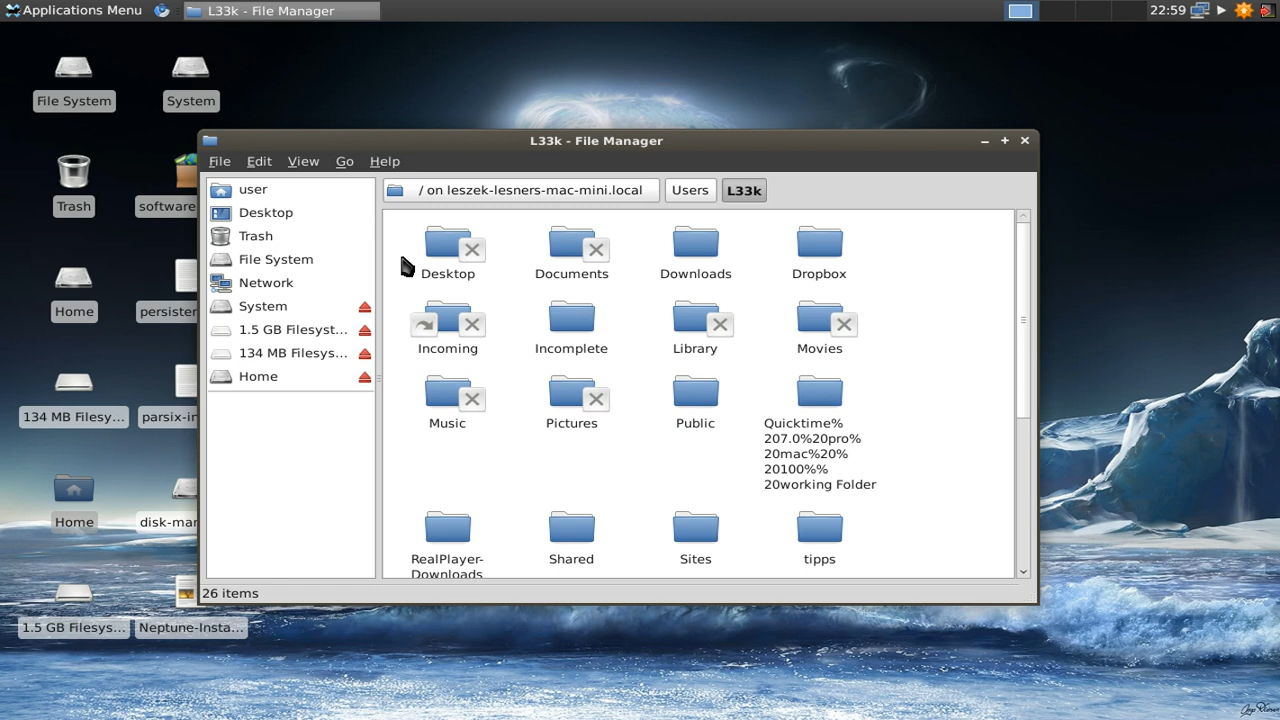 Applications Menu
L33k - File Manager
22:59
File System
System
Trash
software
Home
persister
134 MB Filesy...
parsix-in
Home
disk-mar
1.5 GB Filesys...
Neptune-Insta...
L33k - File Manager
File Edit View Go Help
user
Desktop
Trash
File System
Network
System
1.5 GB Filesyst...
134 MB Filesys...
Home
/ on leszek-lesners-mac-mini.local
Users
L33k
Desktop
Documents
Downloads
Dropbox
Incoming
Incomplete
Library
Movies
Music
Pictures
Public
Quicktime%
207.0%20pro%
20mac%20%
20100%%
20working Folder
RealPlayer-
Downloads
Shared
Sites
tipps
26 items